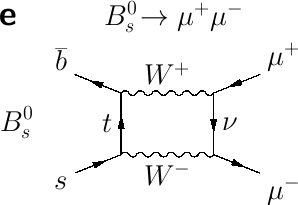 e B_s^0 → μ^+ μ^-
b̄ W^+ μ^+
B_s^0 t ν
s W^- μ^-